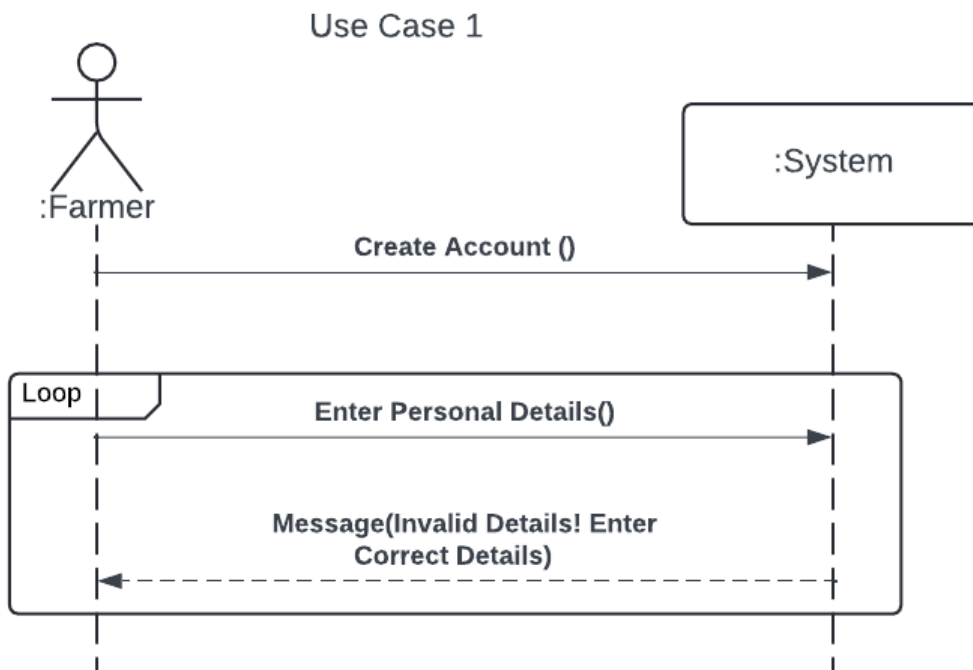 Use Case 1
:System
:Farmer
Create Account ()
Loop
Enter Personal Details()
Message(Invalid Details! Enter
Correct Details)